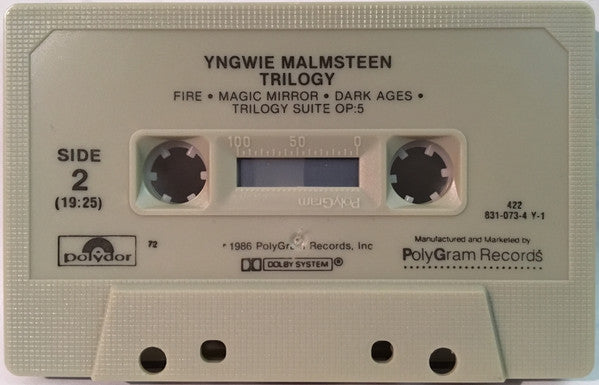 YNGWIE MALMSTEEN
TRILOGY
FIRE • MAGIC MIRROR • DARK AGES •
TRILOGY SUITE OP:5
SIDE
2
(19:25)
100 50 0
PolyGram
422
831-073-4 Y-1
polydor
72
℗ 1986 PolyGram Records, Inc
DOLBY SYSTEM®
Manufactured and Marketed by
PolyGram Records